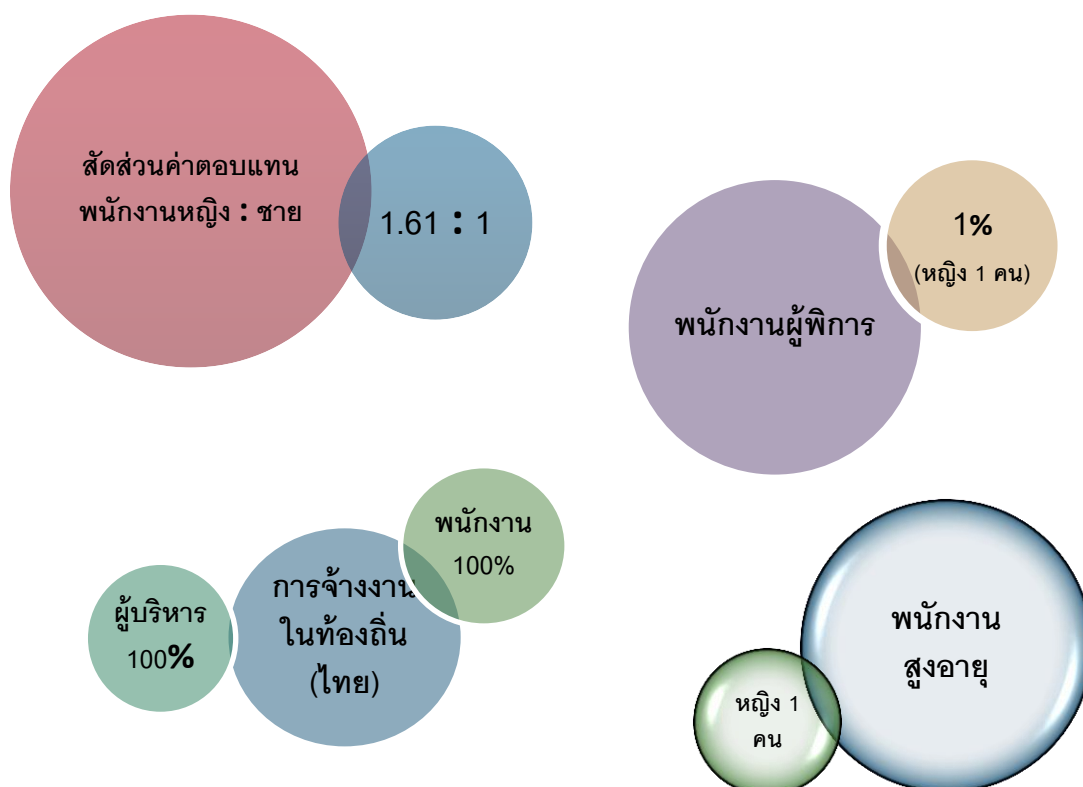 สัดส่วนค่าตอบแทน
พนักงานหญิง : ชาย
1.61 : 1
1%
(หญิง 1 คน)
พนักงานผู้พิการ
พนักงาน
100%
การจ้างงาน
ในท้องถิ่น
(ไทย)
ผู้บริหาร
100%
พนักงาน
สูงอายุ
หญิง 1
คน